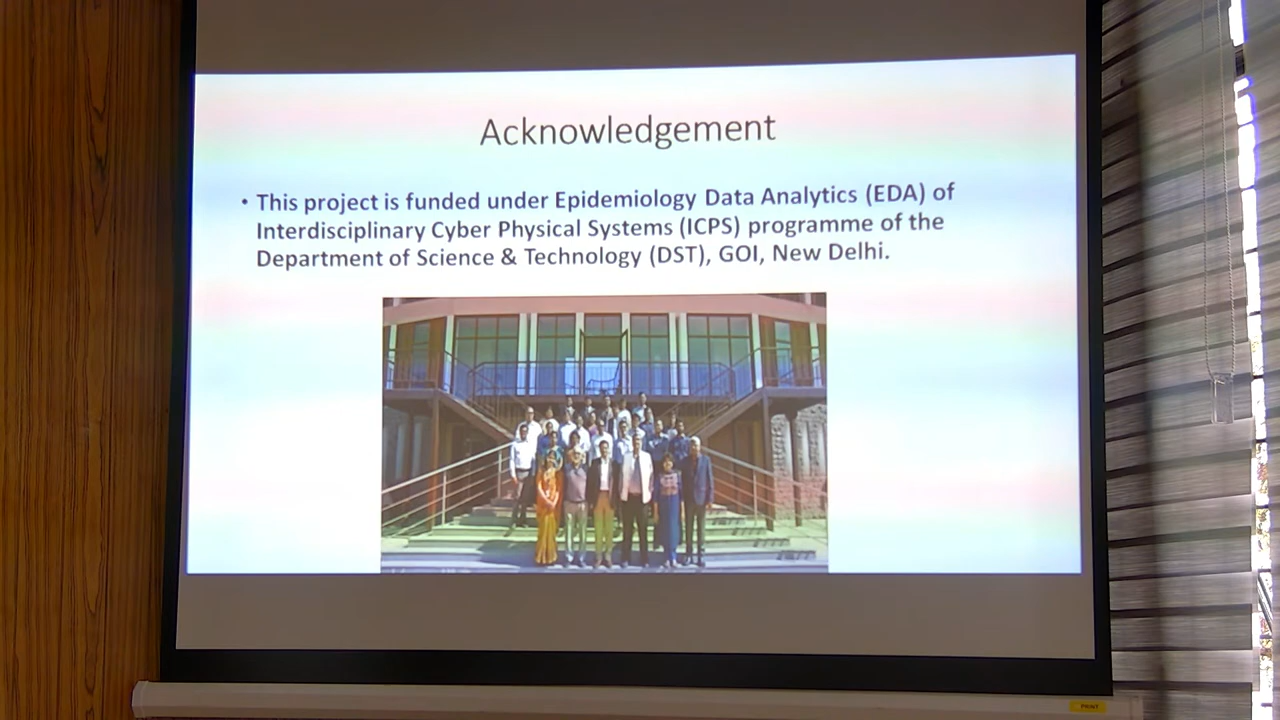 Acknowledgement
• This project is funded under Epidemiology Data Analytics (EDA) of
Interdisciplinary Cyber Physical Systems (ICPS) programme of the
Department of Science & Technology (DST), GOI, New Delhi.
PRINT